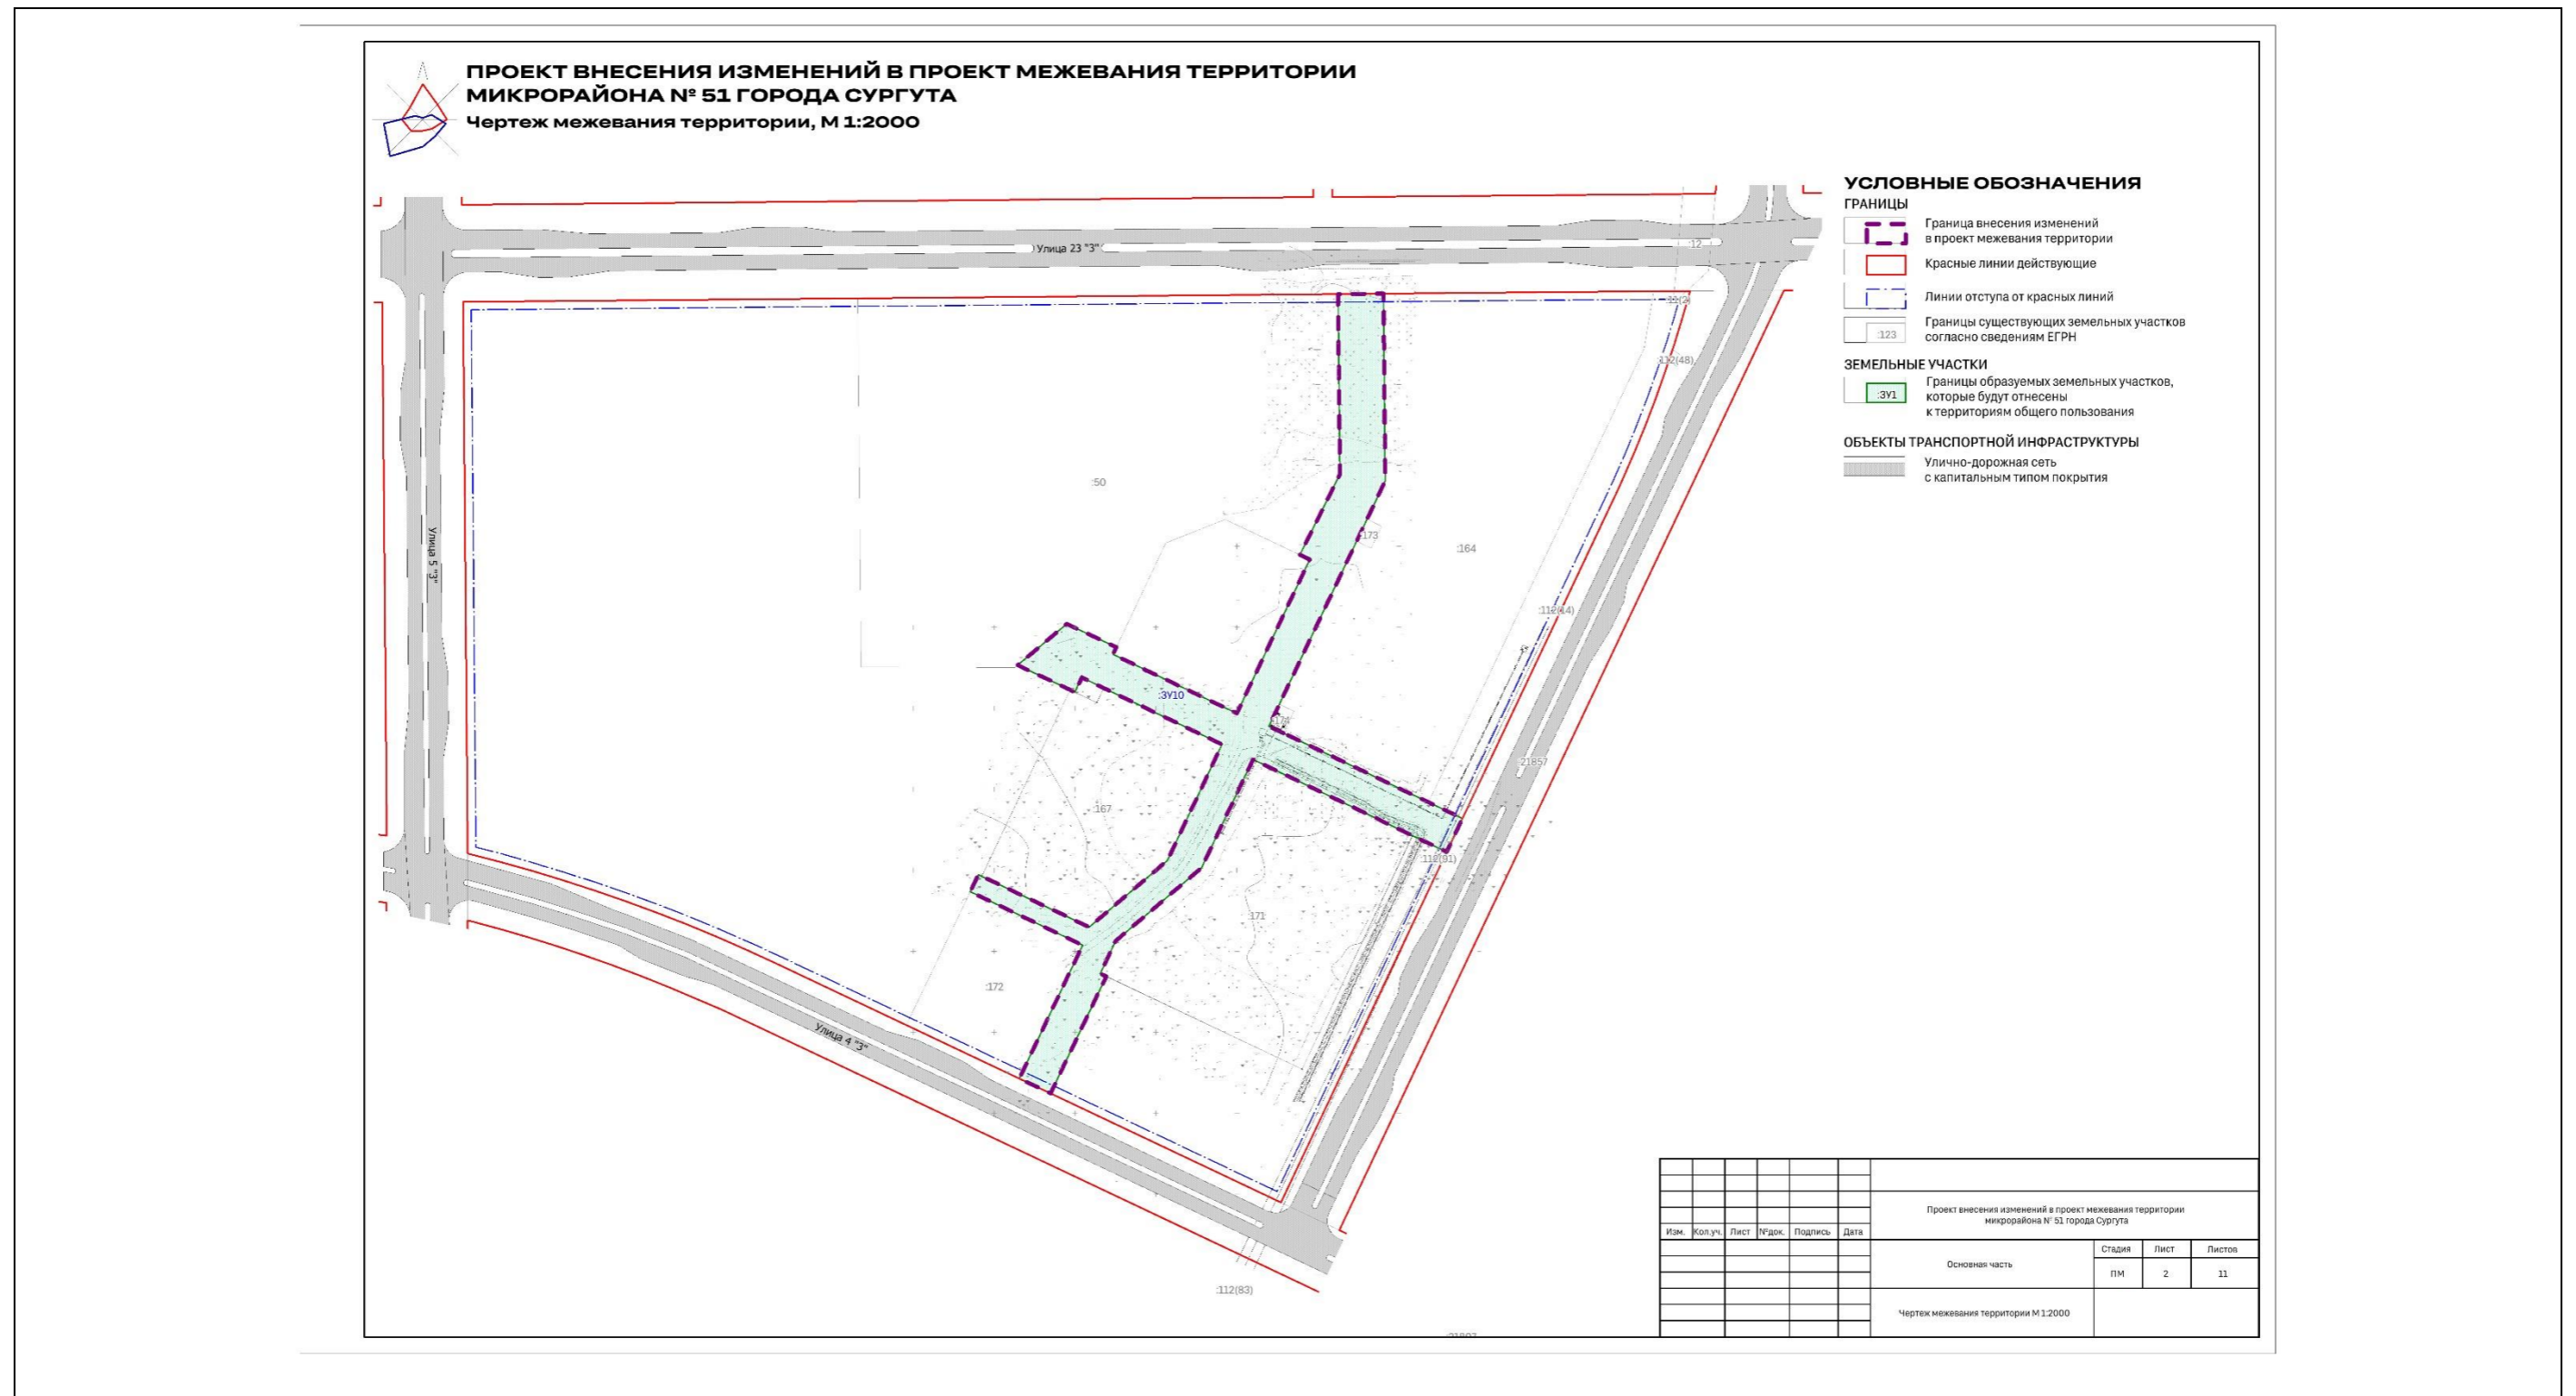 ПРОЕКТ ВНЕСЕНИЯ ИЗМЕНЕНИЙ В ПРОЕКТ МЕЖЕВАНИЯ ТЕРРИТОРИИ
МИКРОРАЙОНА № 51 ГОРОДА СУРГУТА
Чертеж межевания территории, М 1:2000
УСЛОВНЫЕ ОБОЗНАЧЕНИЯ
ГРАНИЦЫ
Граница внесения изменений
в проект межевания территории
Красные линии действующие
Линии отступа от красных линий
:123
Границы существующих земельных участков
согласно сведениям ЕГРН
ЗЕМЕЛЬНЫЕ УЧАСТКИ
:ЗУ1
Границы образуемых земельных участков,
которые будут отнесены
к территориям общего пользования
ОБЪЕКТЫ ТРАНСПОРТНОЙ ИНФРАСТРУКТУРЫ
Улично-дорожная сеть
с капитальным типом покрытия
Улица 23 "З"
:12
112(48)
:50
:173
:164
Улица 5 "З"
:112(14)
:ЗУ10
:174
21857
:167
:112(91)
:171
:172
Улица 4 "З"
:112(83)
Проект внесения изменений в проект межевания территории
микрорайона № 51 города Сургута
Изм. Кол.уч. Лист №док. Подпись Дата
Основная часть
Стадия Лист Листов
ПМ 2 11
Чертеж межевания территории М 1:2000